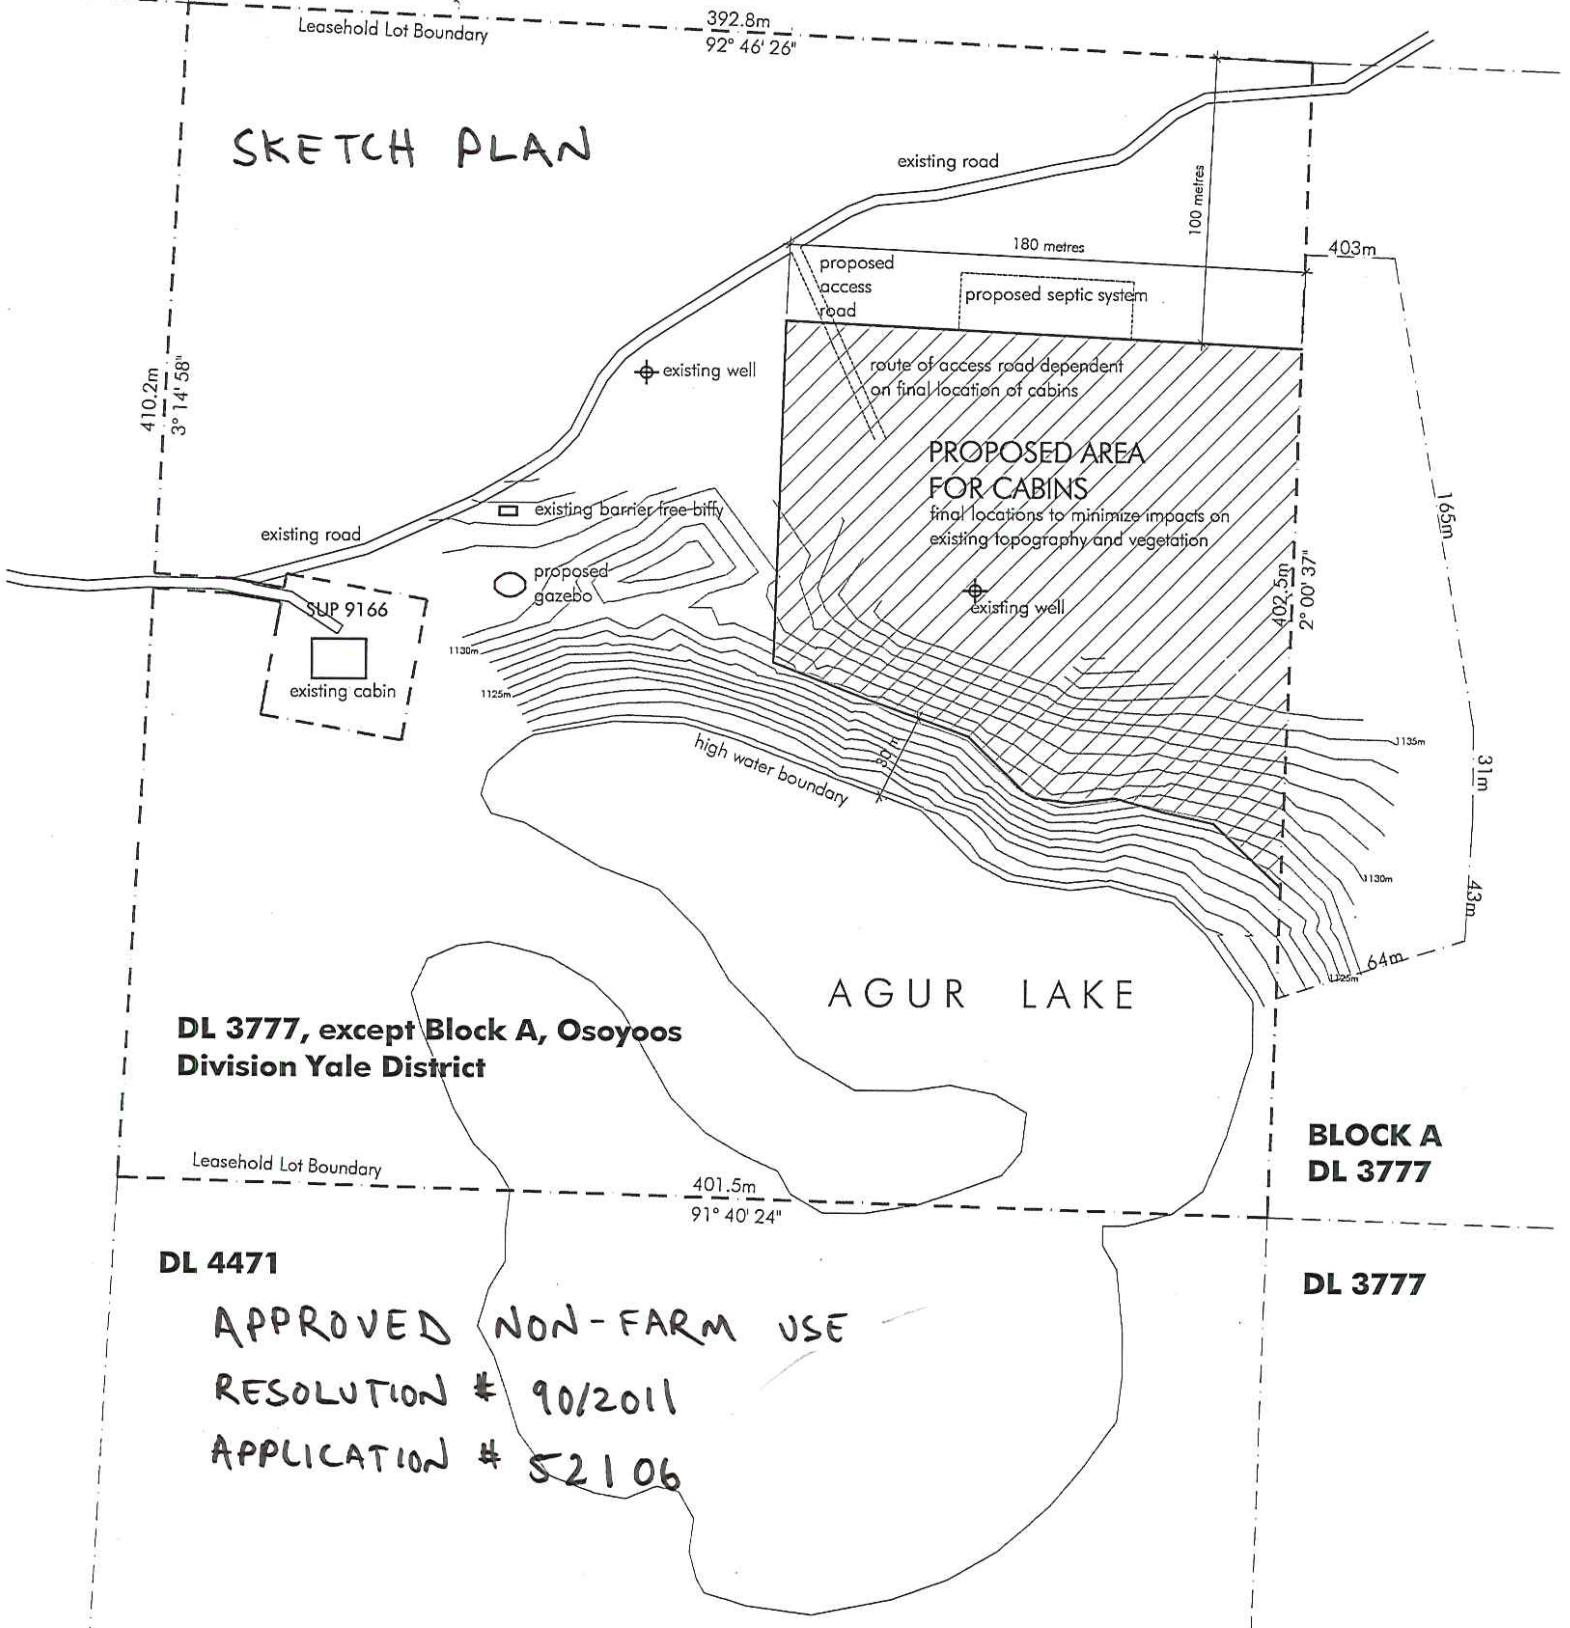 392.8m
Leasehold Lot Boundary
92° 46' 26"
SKETCH PLAN
existing road
100 metres
180 metres
403m
proposed
access
road
proposed septic system
existing well
route of access road dependent
on final location of cabins
410.2m
3° 14' 58"
PROPOSED AREA
FOR CABINS
final locations to minimize impacts on
existing topography and vegetation
165m
existing barrier free biffy
existing road
proposed
gazebo
402.5m
2° 00' 37"
existing well
SUP 9166
1130m
existing cabin
1125m
30 m
high water boundary
1135m
31m
1130m
43m
64m
1125m
AGUR LAKE
DL 3777, except Block A, Osoyoos
Division Yale District
BLOCK A
DL 3777
Leasehold Lot Boundary
401.5m
91° 40' 24"
DL 4471
DL 3777
APPROVED NON-FARM USE
RESOLUTION # 90/2011
APPLICATION # 52106